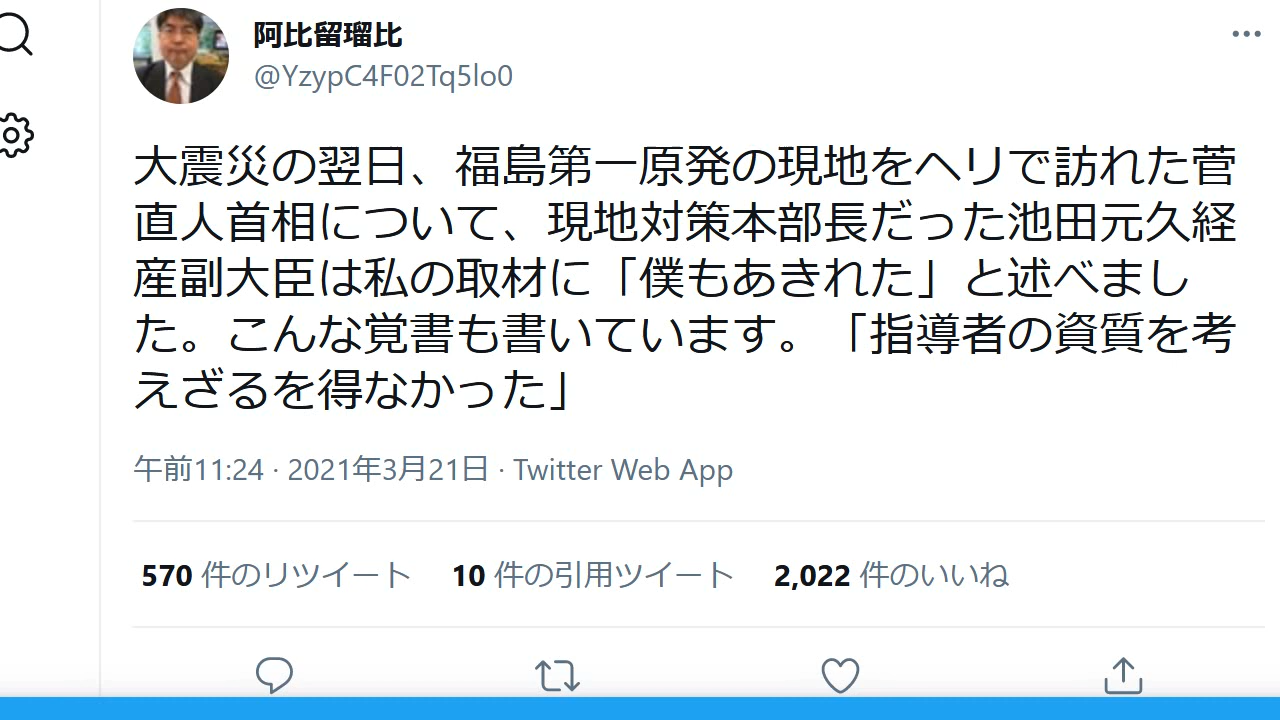 阿比留瑠比
@YzypC4F02Tq5lo0
大震災の翌日、福島第一原発の現地をヘリで訪れた菅
直人首相について、現地対策本部長だった池田元久経
産副大臣は私の取材に「僕もあきれた」と述べまし
た。こんな覚書も書いています。「指導者の資質を考
えざるを得なかった」
午前11:24 · 2021年3月21日 · Twitter Web App
570 件のリツイート 10 件の引用ツイート 2,022 件のいいね